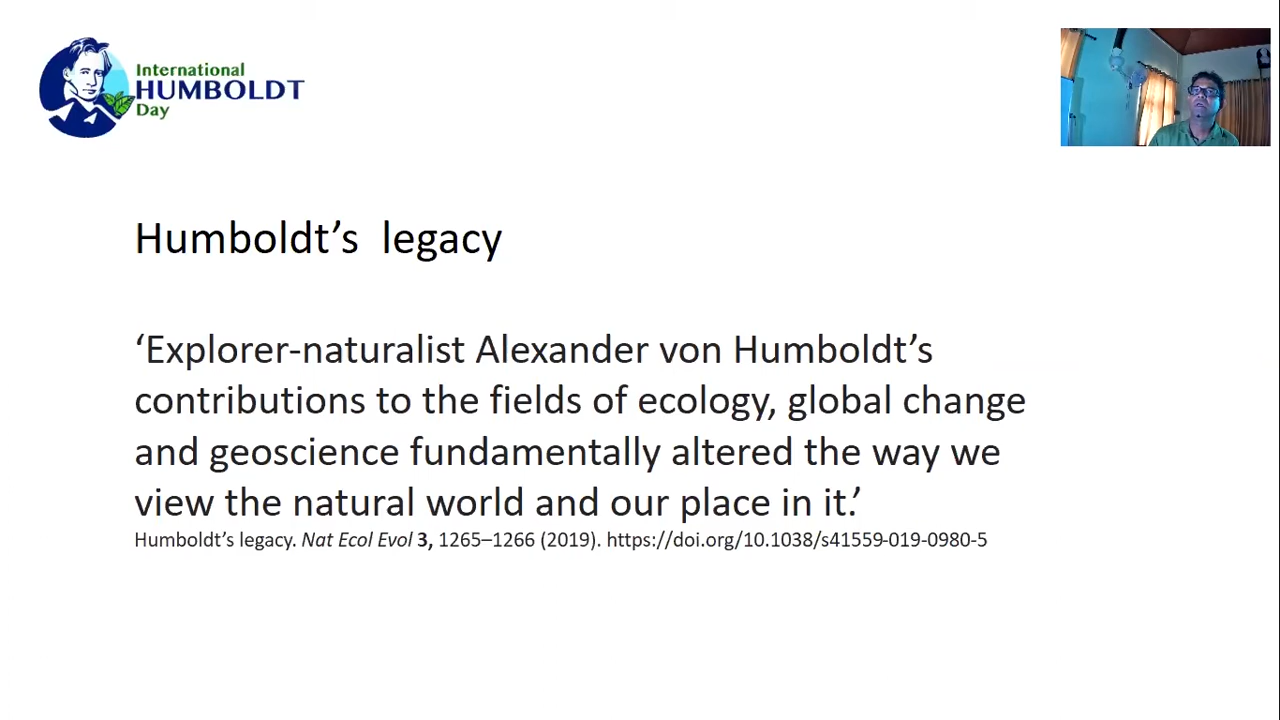 International
HUMBOLDT
Day
Humboldt’s legacy
‘Explorer-naturalist Alexander von Humboldt’s
contributions to the fields of ecology, global change
and geoscience fundamentally altered the way we
view the natural world and our place in it.’
Humboldt’s legacy. Nat Ecol Evol 3, 1265–1266 (2019). https://doi.org/10.1038/s41559-019-0980-5